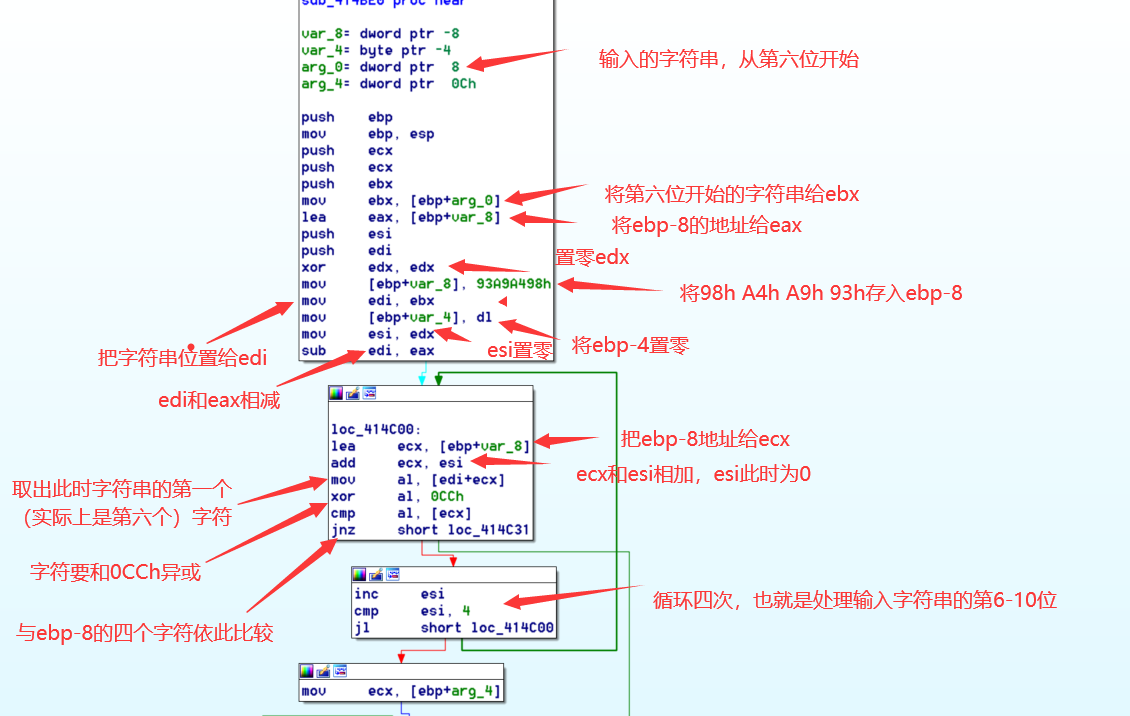 sub_414BE0 proc near
var_8= dword ptr -8
var_4= byte ptr -4
arg_0= dword ptr  8
arg_4= dword ptr  0Ch
输入的字符串，从第六位开始
push    ebp
mov     ebp, esp
push    ecx
push    ecx
push    ebx
mov     ebx, [ebp+arg_0]
将第六位开始的字符串给ebx
lea     eax, [ebp+var_8]
将ebp-8的地址给eax
push    esi
push    edi
xor     edx, edx
置零edx
mov     [ebp+var_8], 93A9A498h
将98h A4h A9h 93h存入ebp-8
mov     edi, ebx
把字符串位置给edi
mov     [ebp+var_4], dl
将ebp-4置零
mov     esi, edx
esi置零
sub     edi, eax
edi和eax相减
loc_414C00:
lea     ecx, [ebp+var_8]
把ebp-8地址给ecx
add     ecx, esi
ecx和esi相加，esi此时为0
mov     al, [edi+ecx]
取出此时字符串的第一个
（实际上是第六个）字符
xor     al, 0CCh
字符要和0CCh异或
cmp     al, [ecx]
jnz     short loc_414C31
与ebp-8的四个字符依此比较
inc     esi
cmp     esi, 4
jl      short loc_414C00
循环四次，也就是处理输入字符串的第6-10位
mov     ecx, [ebp+arg_4]